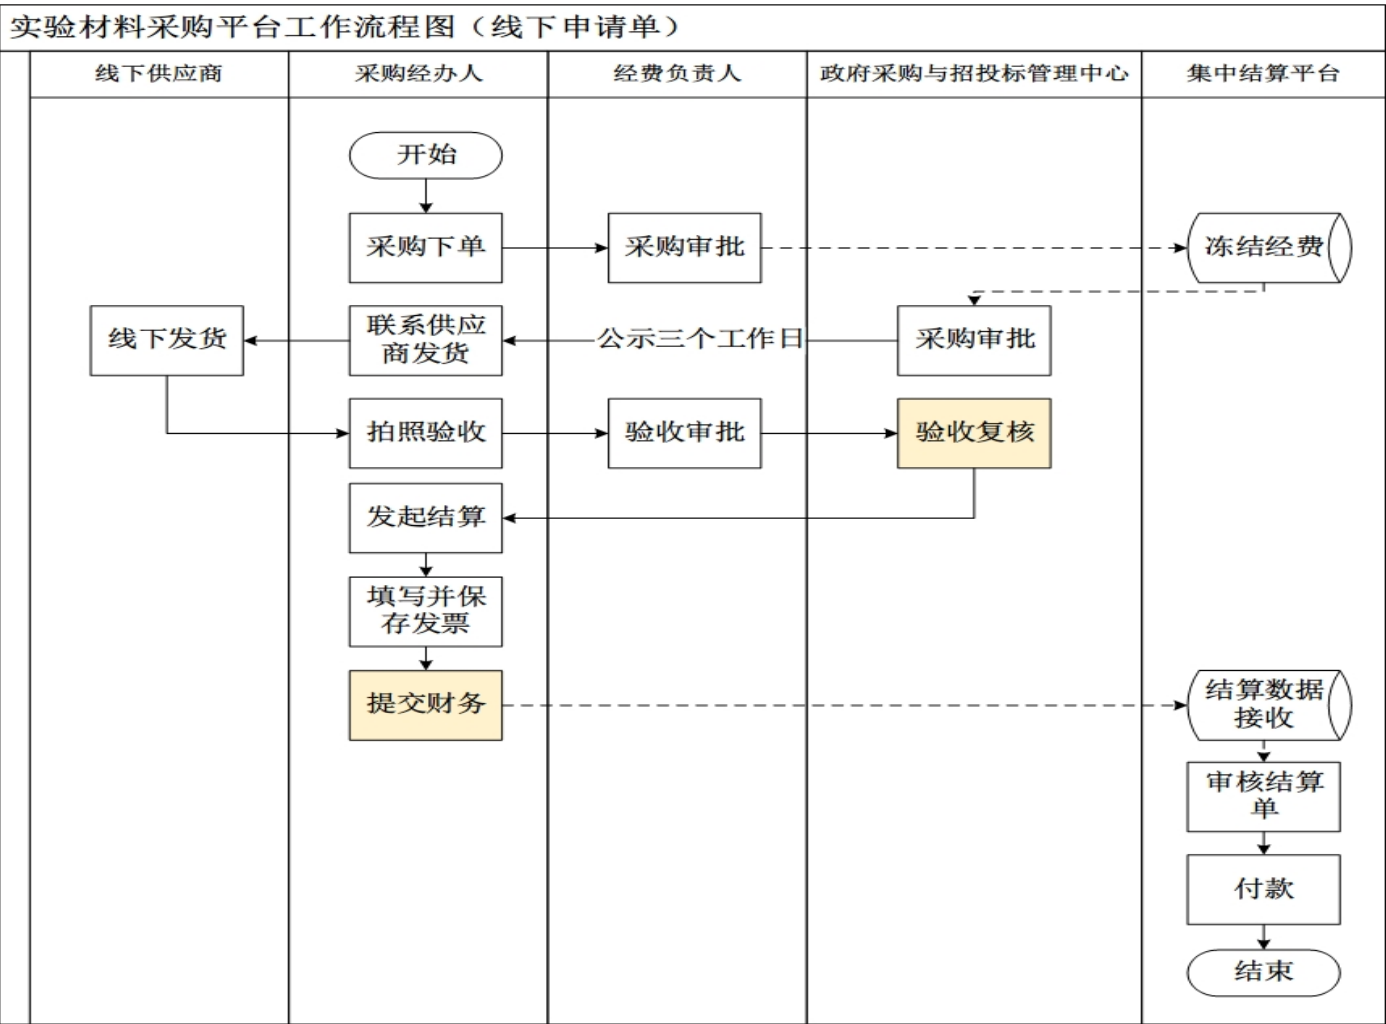 实验材料采购平台工作流程图（线下申请单）
线下供应商
采购经办人
经费负责人
政府采购与招投标管理中心
集中结算平台
开始
采购下单
采购审批
冻结经费
线下发货
联系供应
商发货
公示三个工作日
采购审批
拍照验收
验收审批
验收复核
发起结算
填写并保
存发票
提交财务
结算数据
接收
审核结算
单
付款
结束